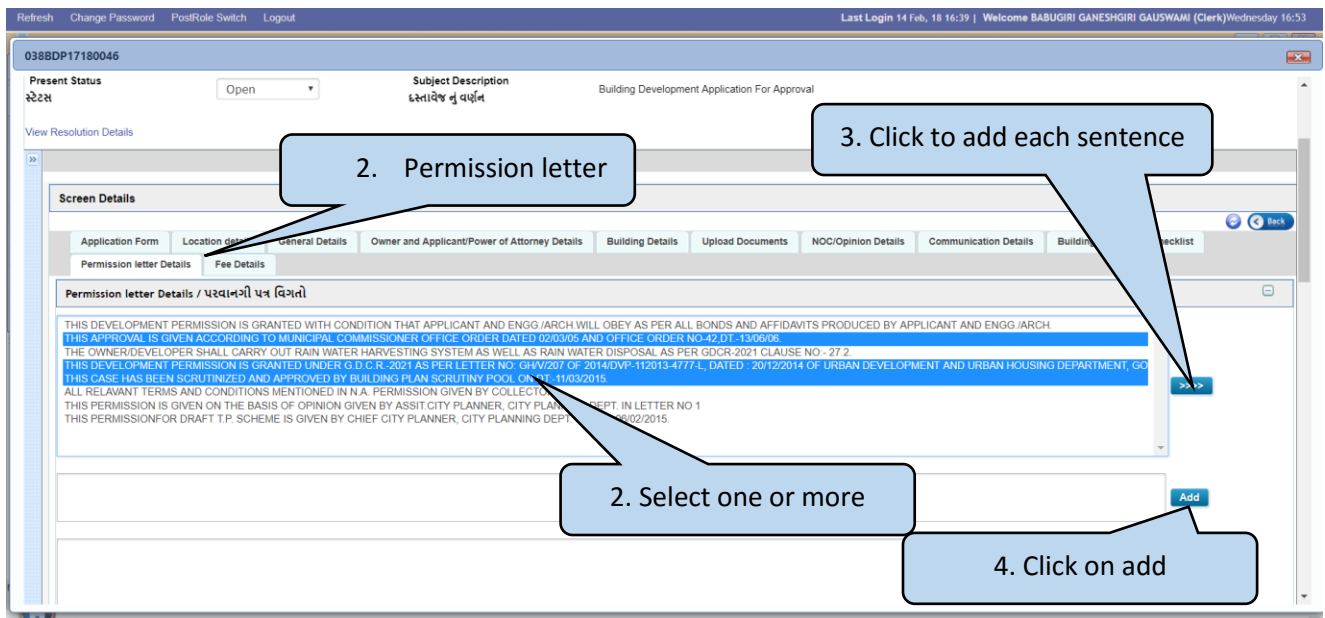 Refresh Change Password PostRole Switch Logout Last Login 14 Feb, 18 16:39 | Welcome BABUGIRI GANESHGIRI GAUSWAMI (Clerk)Wednesday 16:53
038BDP17180046
Present Status Open Subject Description Building Development Application For Approval
સ્ટેટસ દસ્તાવેજ નું વર્ણન
View Resolution Details
3. Click to add each sentence
2. Permission letter
Screen Details
Back
Application Form Location details General Details Owner and Applicant/Power of Attorney Details Building Details Upload Documents NOC/Opinion Details Communication Details Building
Permission letter Details Fee Details
Permission letter Details / પરવાનગી પત્ર વિગતો
THIS DEVELOPMENT PERMISSION IS GRANTED WITH CONDITION THAT APPLICANT AND ENGG./ARCH WILL OBEY AS PER ALL BONDS AND AFFIDAVITS PRODUCED BY APPLICANT AND ENGG./ARCH.
THIS APPROVAL IS GIVEN ACCORDING TO MUNICIPAL COMMISSIONER OFFICE ORDER DATED 02/03/05 AND OFFICE ORDER NO-42,DT.-13/06/06.
THE OWNER/DEVELOPER SHALL CARRY OUT RAIN WATER HARVESTING SYSTEM AS WELL AS RAIN WATER DISPOSAL AS PER GDCR-2021 CLAUSE NO:- 27.2.
THIS DEVELOPMENT PERMISSION IS GRANTED UNDER G.D.C.R.-2021 AS PER LETTER NO: GH/V/207 OF 2014/DVP-112013-4777-L, DATED : 20/12/2014 OF URBAN DEVELOPMENT AND URBAN HOUSING DEPARTMENT, GO
THIS CASE HAS BEEN SCRUTINIZED AND APPROVED BY BUILDING PLAN SCRUTINY POOL ON DT.-11/03/2015.
ALL RELAVANT TERMS AND CONDITIONS MENTIONED IN N.A. PERMISSION GIVEN BY
THIS PERMISSION IS GIVEN ON THE BASIS OF OPINION GIVEN BY ASSIT.CITY PLANNER, CITY DEPT. IN LETTER NO 1
THIS PERMISSIONFOR DRAFT T.P. SCHEME IS GIVEN BY CHIEF CITY PLANNER, CITY PLANNING DEPT. /02/2015.
>>>>
2. Select one or more
Add
4. Click on add